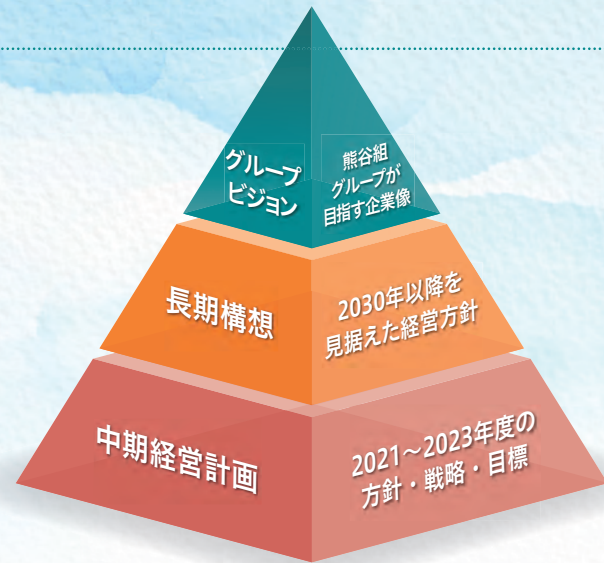 グループ
ビジョン
熊谷組
グループが
目指す企業像
長期構想
2030年以降を
見据えた経営方針
中期経営計画
2021～2023年度の
方針・戦略・目標